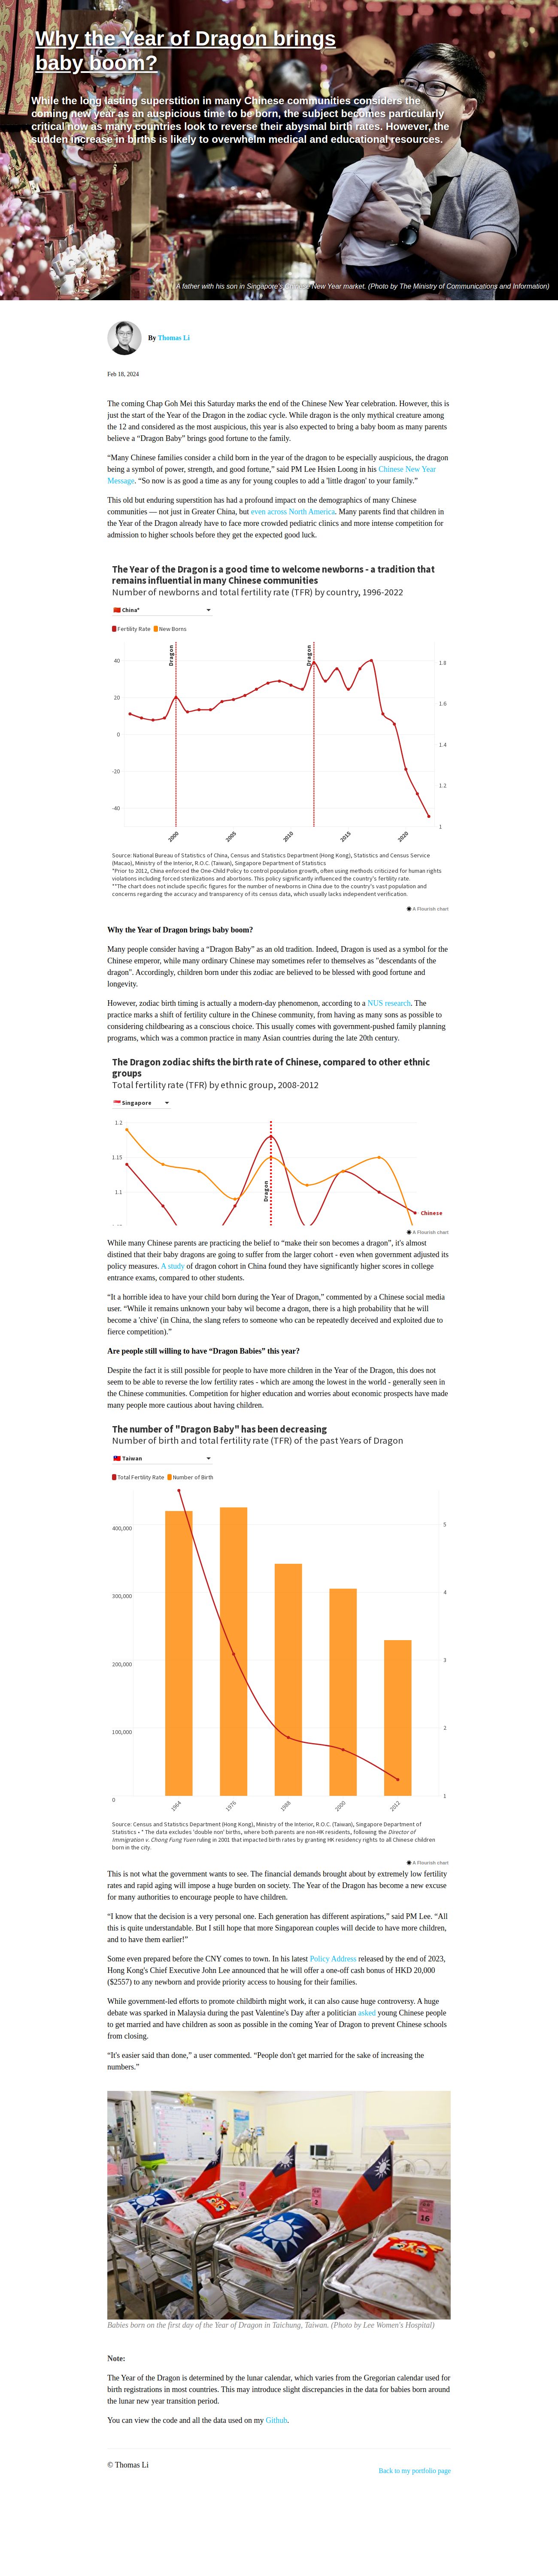 Why the Year of Dragon brings
baby boom?
While the long lasting superstition in many Chinese communities considers the
coming new year as an auspicious time to be born, the subject becomes particularly
critical now as many countries look to reverse their abysmal birth rates. However, the
sudden increase in births is likely to overwhelm medical and educational resources.
A father with his son in Singapore's Chinese New Year market. (Photo by The Ministry of Communications and Information)
By Thomas Li
Feb 18, 2024
The coming Chap Goh Mei this Saturday marks the end of the Chinese New Year celebration. However, this is
just the start of the Year of the Dragon in the zodiac cycle. While dragon is the only mythical creature among
the 12 and considered as the most auspicious, this year is also expected to bring a baby boom as many parents
believe a “Dragon Baby” brings good fortune to the family.
“Many Chinese families consider a child born in the year of the dragon to be especially auspicious, the dragon
being a symbol of power, strength, and good fortune,” said PM Lee Hsien Loong in his Chinese New Year
Message. “So now is as good a time as any for young couples to add a 'little dragon' to your family.”
This old but enduring superstition has had a profound impact on the demographics of many Chinese
communities — not just in Greater China, but even across North America. Many parents find that children in
the Year of the Dragon already have to face more crowded pediatric clinics and more intense competition for
admission to higher schools before they get the expected good luck.
The Year of the Dragon is a good time to welcome newborns - a tradition that
remains influential in many Chinese communities
Number of newborns and total fertility rate (TFR) by country, 1996-2022
🇨🇳 China*
Fertility Rate New Borns
Dragon Dragon
40 1.8
20 1.6
0 1.4
-20 1.2
-40 1
2000 2005 2010 2015 2020
Source: National Bureau of Statistics of China, Census and Statistics Department (Hong Kong), Statistics and Census Service
(Macao), Ministry of the Interior, R.O.C. (Taiwan), Singapore Department of Statistics
*Prior to 2012, China enforced the One-Child Policy to control population growth, often using methods criticized for human rights
violations including forced sterilizations and abortions. This policy significantly influenced the country's fertility rate.
**The chart does not include specific figures for the number of newborns in China due to the country's vast population and
concerns regarding the accuracy and transparency of its census data, which usually lacks independent verification.
A Flourish chart
Why the Year of Dragon brings baby boom?
Many people consider having a “Dragon Baby” as an old tradition. Indeed, Dragon is used as a symbol for the
Chinese emperor, while many ordinary Chinese may sometimes refer to themselves as "descendants of the
dragon". Accordingly, children born under this zodiac are believed to be blessed with good fortune and
longevity.
However, zodiac birth timing is actually a modern-day phenomenon, according to a NUS research. The
practice marks a shift of fertility culture in the Chinese community, from having as many sons as possible to
considering childbearing as a conscious choice. This usually comes with government-pushed family planning
programs, which was a common practice in many Asian countries during the late 20th century.
The Dragon zodiac shifts the birth rate of Chinese, compared to other ethnic
groups
Total fertility rate (TFR) by ethnic group, 2008-2012
🇸🇬 Singapore
1.2
1.15
1.1
Dragon
Chinese
A Flourish chart
While many Chinese parents are practicing the belief to “make their son becomes a dragon”, it's almost
distined that their baby dragons are going to suffer from the larger cohort - even when government adjusted its
policy measures. A study of dragon cohort in China found they have significantly higher scores in college
entrance exams, compared to other students.
“It a horrible idea to have your child born during the Year of Dragon,” commented by a Chinese social media
user. “While it remains unknown your baby wil become a dragon, there is a high probability that he will
become a 'chive' (in China, the slang refers to someone who can be repeatedly deceived and exploited due to
fierce competition).”
Are people still willing to have “Dragon Babies” this year?
Despite the fact it is still possible for people to have more children in the Year of the Dragon, this does not
seem to be able to reverse the low fertility rates - which are among the lowest in the world - generally seen in
the Chinese communities. Competition for higher education and worries about economic prospects have made
many people more cautious about having children.
The number of "Dragon Baby" has been decreasing
Number of birth and total fertility rate (TFR) of the past Years of Dragon
🇹🇼 Taiwan
Total Fertility Rate Number of Birth
400,000 5
300,000 4
200,000 3
100,000 2
0 1
1964 1976 1988 2000 2012
Source: Census and Statistics Department (Hong Kong), Ministry of the Interior, R.O.C. (Taiwan), Singapore Department of
Statistics • * The data excludes 'double non' births, where both parents are non-HK residents, following the Director of
Immigration v. Chong Fung Yuen ruling in 2001 that impacted birth rates by granting HK residency rights to all Chinese children
born in the city.
A Flourish chart
This is not what the government wants to see. The financial demands brought about by extremely low fertility
rates and rapid aging will impose a huge burden on society. The Year of the Dragon has become a new excuse
for many authorities to encourage people to have children.
“I know that the decision is a very personal one. Each generation has different aspirations,” said PM Lee. “All
this is quite understandable. But I still hope that more Singaporean couples will decide to have more children,
and to have them earlier!”
Some even prepared before the CNY comes to town. In his latest Policy Address released by the end of 2023,
Hong Kong's Chief Executive John Lee announced that he will offer a one-off cash bonus of HKD 20,000
($2557) to any newborn and provide priority access to housing for their families.
While government-led efforts to promote childbirth might work, it can also cause huge controversy. A huge
debate was sparked in Malaysia during the past Valentine's Day after a politician asked young Chinese people
to get married and have children as soon as possible in the coming Year of Dragon to prevent Chinese schools
from closing.
“It's easier said than done,” a user commented. “People don't get married for the sake of increasing the
numbers.”
1
2
16
Babies born on the first day of the Year of Dragon in Taichung, Taiwan. (Photo by Lee Women's Hospital)
Note:
The Year of the Dragon is determined by the lunar calendar, which varies from the Gregorian calendar used for
birth registrations in most countries. This may introduce slight discrepancies in the data for babies born around
the lunar new year transition period.
You can view the code and all the data used on my Github.
© Thomas Li
Back to my portfolio page